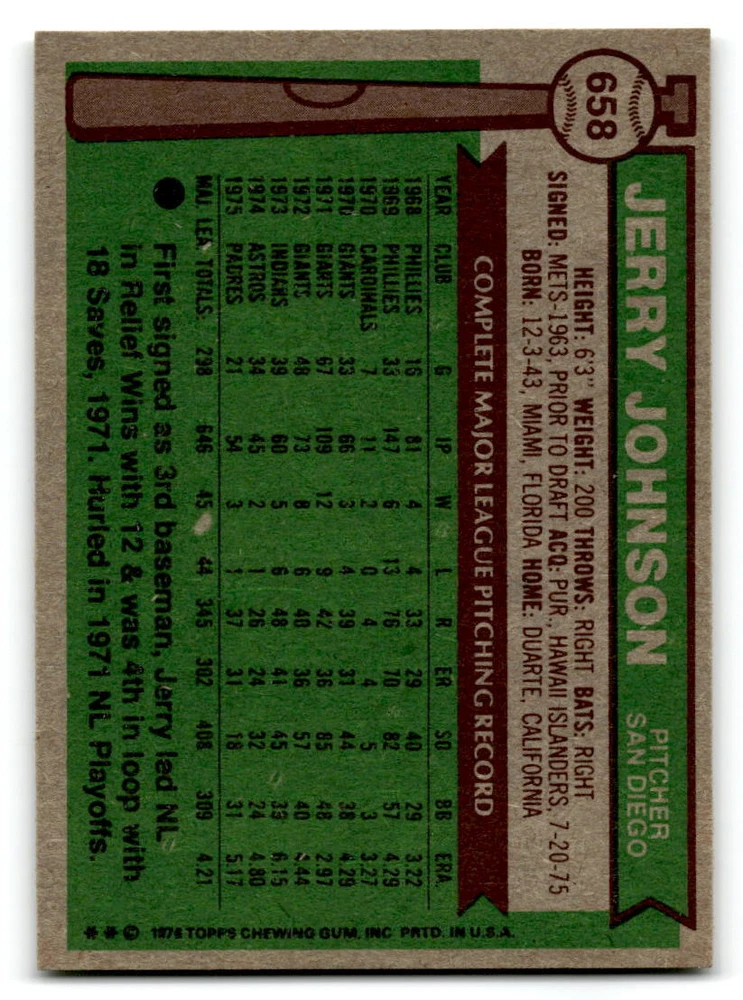 658
JERRY JOHNSON
PITCHER
SAN DIEGO
HEIGHT: 6'3" WEIGHT: 200 THROWS: RIGHT BATS: RIGHT
SIGNED: METS-1963, PRIOR TO DRAFT ACQ: PUR., HAWAII ISLANDERS, 7-20-75
BORN: 12-3-43, MIAMI, FLORIDA HOME: DUARTE, CALIFORNIA
COMPLETE MAJOR LEAGUE PITCHING RECORD
YEAR CLUB G IP W L R ER SO BB ERA
1968 PHILLIES 16 81 4 4 33 29 40 29 3.22
1969 PHILLIES 33 147 6 13 76 70 82 57 4.29
1970 CARDINALS 7 11 2 0 4 4 5 3 3.27
1970 GIANTS 33 66 3 4 39 31 44 38 4.29
1971 GIANTS 67 109 12 9 42 36 85 48 2.97
1972 GIANTS 48 73 8 6 40 36 57 40 4.44
1973 INDIANS 39 60 5 6 48 41 45 39 6.15
1974 ASTROS 34 45 2 1 26 24 32 24 4.80
1975 PADRES 21 54 3 1 37 31 18 31 5.17
MAJ. LEA. TOTALS 298 646 45 44 345 302 408 309 4.21
First signed as 3rd baseman, Jerry led NL
in Relief Wins with 12 & was 4th in loop with
18 Saves, 1971. Hurled in 1971 NL Playoffs.
* * © 1976 TOPPS CHEWING GUM, INC. PRTD. IN U.S.A.